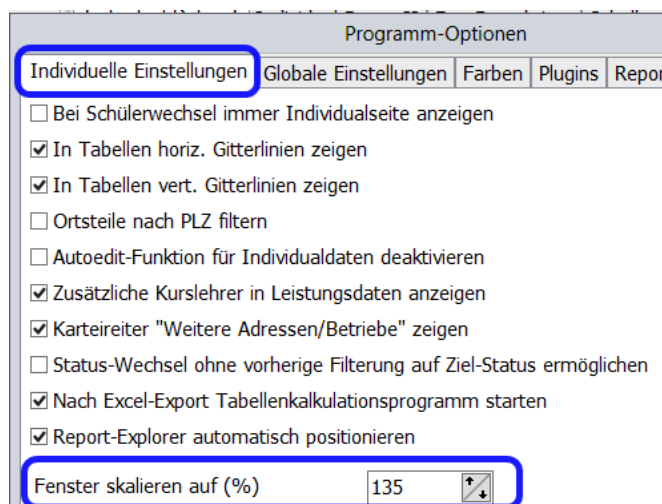 Programm-Optionen
Individuelle Einstellungen Globale Einstellungen Farben Plugins Repor
Bei Schülerwechsel immer Individualseite anzeigen
In Tabellen horiz. Gitterlinien zeigen
In Tabellen vert. Gitterlinien zeigen
Ortsteile nach PLZ filtern
Autoedit-Funktion für Individualdaten deaktivieren
Zusätzliche Kurslehrer in Leistungsdaten anzeigen
Karteireiter "Weitere Adressen/Betriebe" zeigen
Status-Wechsel ohne vorherige Filterung auf Ziel-Status ermöglichen
Nach Excel-Export Tabellenkalkulationsprogramm starten
Report-Explorer automatisch positionieren
Fenster skalieren auf (%) 135